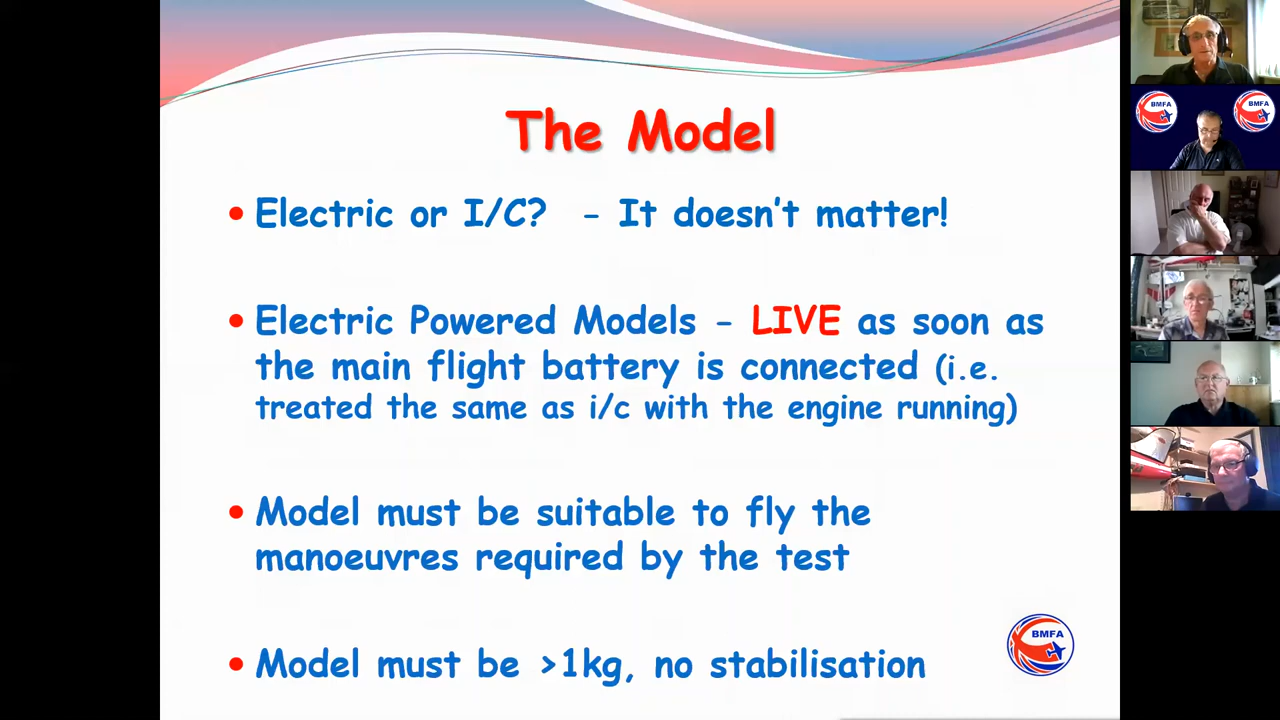 The Model
• Electric or I/C? - It doesn't matter!
• Electric Powered Models - LIVE as soon as
the main flight battery is connected (i.e.
treated the same as i/c with the engine running)
• Model must be suitable to fly the
manoeuvres required by the test
• Model must be >1kg, no stabilisation
BMFA
BMFA
BMFA